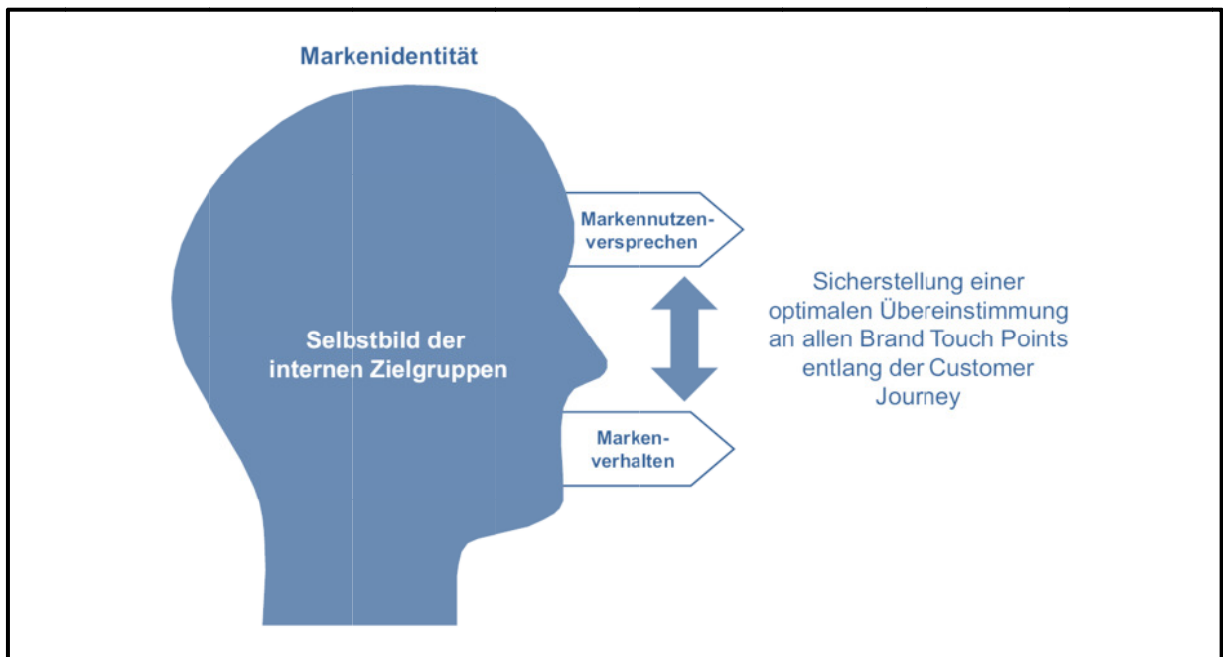 Markenidentität
Markennutzen-
versprechen
Selbstbild der
internen Zielgruppen
Sicherstellung einer
optimalen Übereinstimmung
an allen Brand Touch Points
entlang der Customer
Journey
Marken-
verhalten